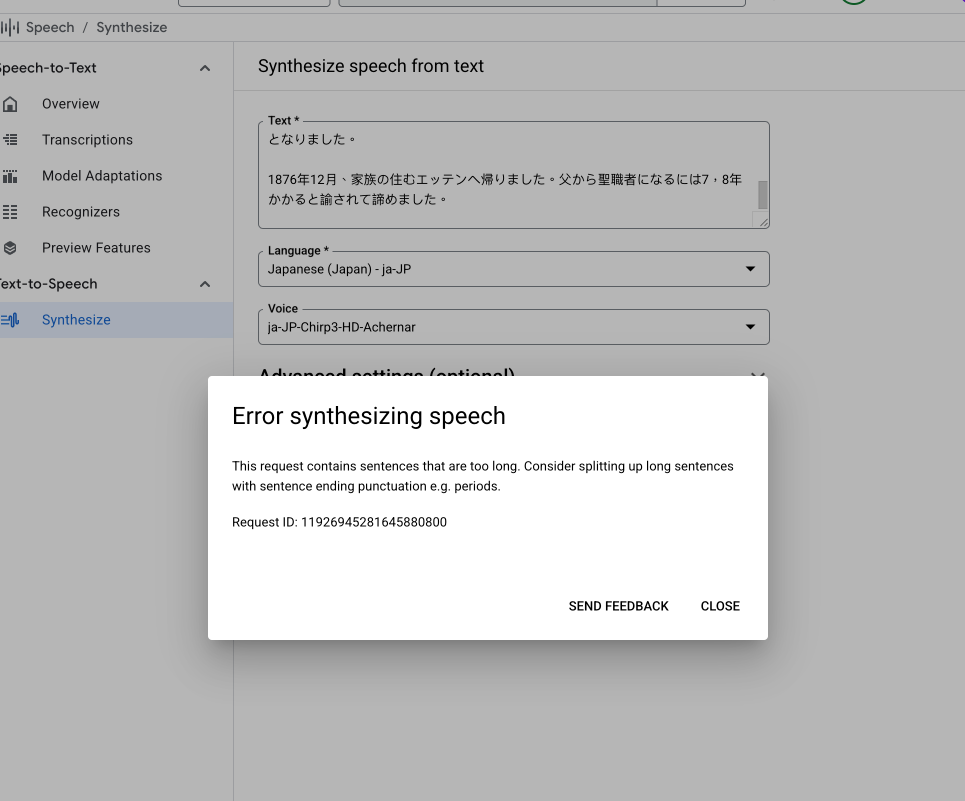 Speech / Synthesize
Speech-to-Text
Overview
Transcriptions
Model Adaptations
Recognizers
Preview Features
Text-to-Speech
Synthesize
Synthesize speech from text
Text *
となりました。
1876年12月、家族の住むエッテンへ帰りました。父から聖職者になるには7，8年
かかると諭されて諦めました。
Language *
Japanese (Japan) - ja-JP
Voice
ja-JP-Chirp3-HD-Achernar
Advanced settings (optional)
Error synthesizing speech
This request contains sentences that are too long. Consider splitting up long sentences
with sentence ending punctuation e.g. periods.
Request ID: 11926945281645880800
SEND FEEDBACK
CLOSE